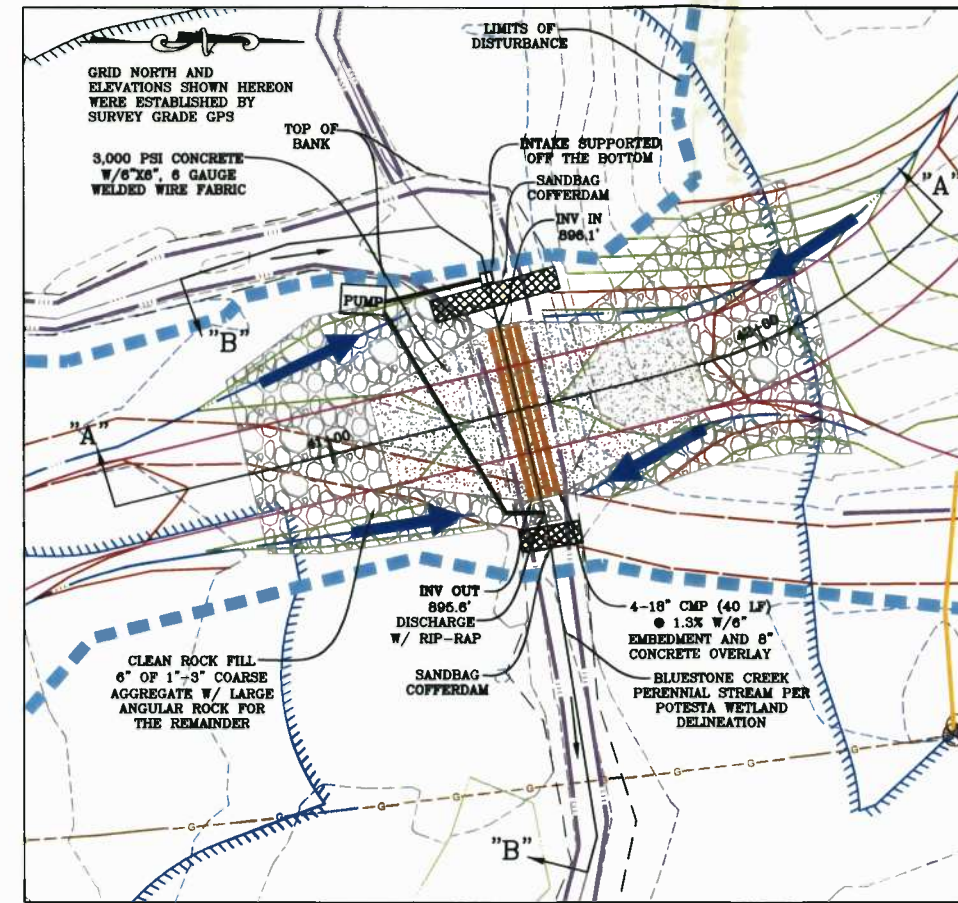 LIMITS OF
DISTURBANCE
GRID NORTH AND
ELEVATIONS SHOWN HEREON
WERE ESTABLISHED BY
SURVEY GRADE GPS
TOP OF
BANK
3,000 PSI CONCRETE
W/6"X6", 6 GAUGE
WELDED WIRE FABRIC
INTAKE SUPPORTED
OFF THE BOTTOM
SANDBAG
COFFERDAM
INV IN
896.1'
"A"
PUMP
"B"
"A"
41+00
INV OUT
895.6'
DISCHARGE
W/ RIP-RAP
4-18" CMP (40 LF)
@ 1.3% W/6"
EMBEDMENT AND 8"
CONCRETE OVERLAY
CLEAN ROCK FILL
6" OF 1"-3" COARSE
AGGREGATE W/ LARGE
ANGULAR ROCK FOR
THE REMAINDER
SANDBAG
COFFERDAM
BLUESTONE CREEK
PERENNIAL STREAM PER
POTESTA WETLAND
DELINEATION
G
G
G
G
G
G
G
G
"B"